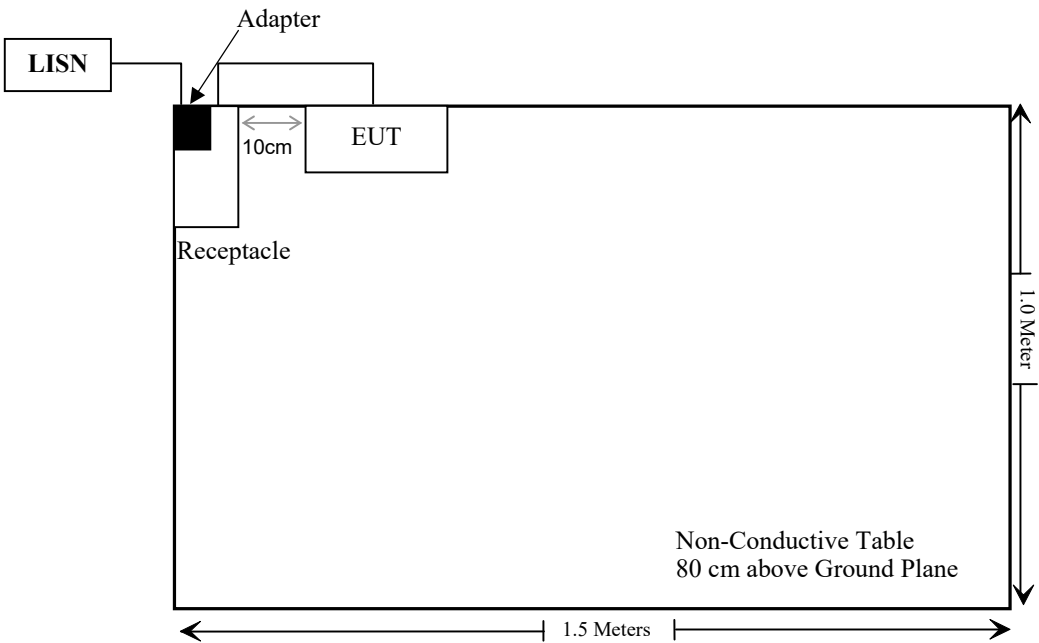 Adapter
LISN
EUT
10cm
Receptacle
1.0 Meter
Non-Conductive Table
80 cm above Ground Plane
1.5 Meters